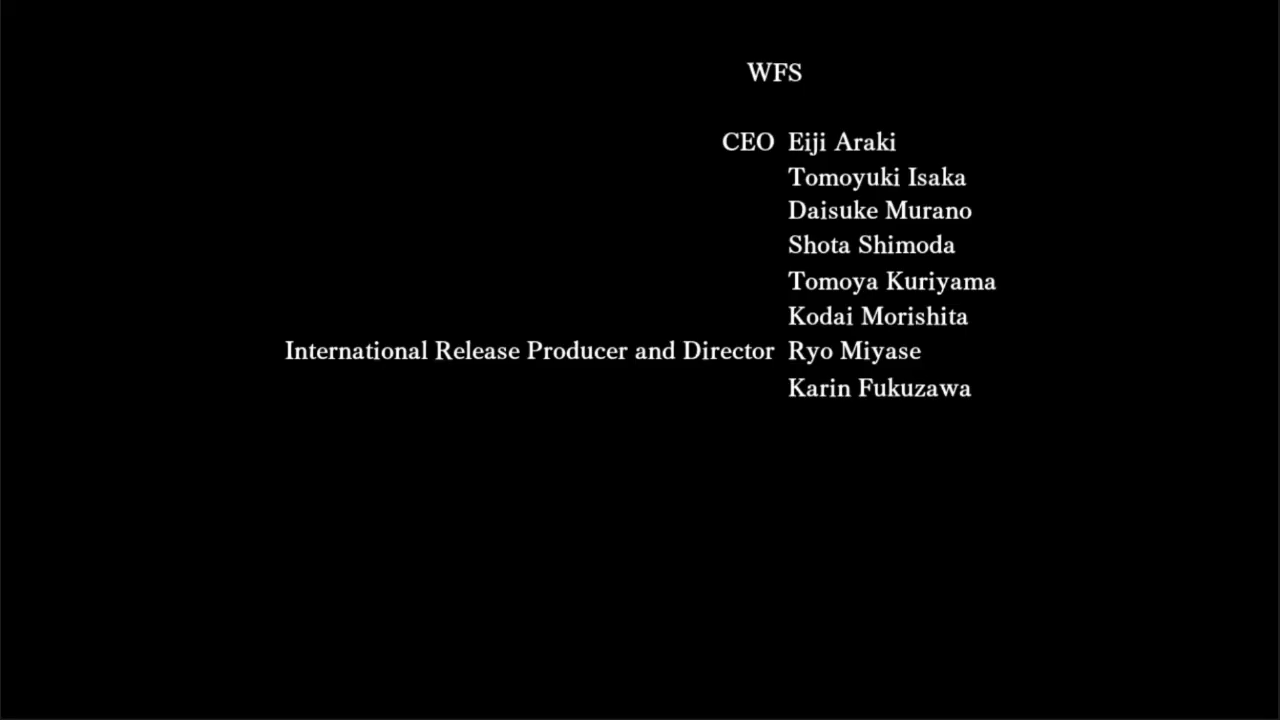 WFS
CEO Eiji Araki
Tomoyuki Isaka
Daisuke Murano
Shota Shimoda
Tomoya Kuriyama
Kodai Morishita
International Release Producer and Director Ryo Miyase
Karin Fukuzawa